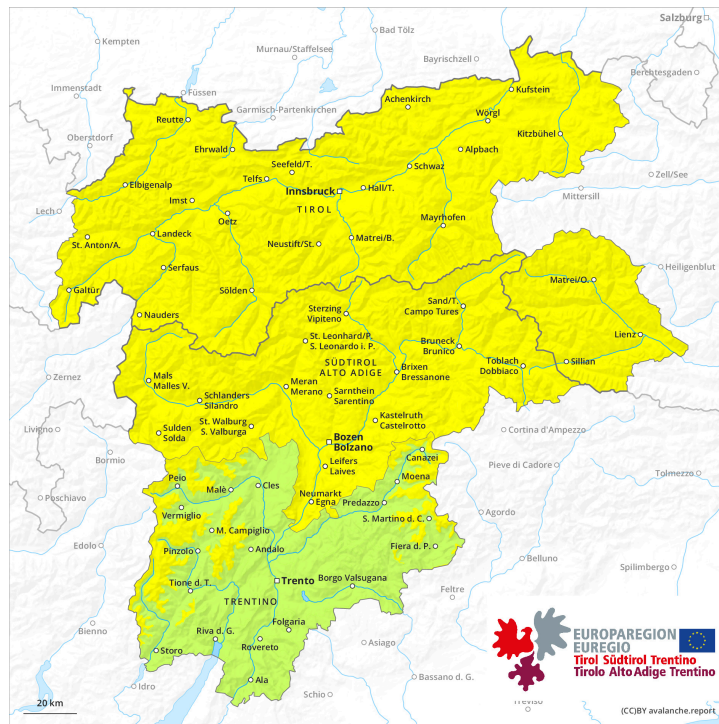 Salzburg
Bad Tölz
Kempten
Murnau/Staffelsee
Bayrischzell
Berchtesgaden
Immenstadt
Füssen
Garmisch-Partenkirchen
Kufstein
Achenkirch
Reutte
Wörgl
Oberstdorf
Kitzbühel
Ehrwald
Alpbach
Seefeld/T.
Schwaz
Zell/See
Telfs
Elbigenalp
Innsbruck
Hall/T.
Mittersill
Imst
TIROL
Lech
Oetz
Mayrhofen
Landeck
Matrei/B.
St. Anton/A.
Neustift/St.
Serfaus
Heiligenblut
Matrei/O.
Galtür
Sölden
Sand/T.
Campo Tures
Nauders
Sterzing
Vipiteno
Lienz
St. Leonhard/P.
S. Leonardo i. P.
Bruneck
Brunico
Toblach
Dobbiaco
Sillian
SÜDTIROL
ALTO ADIGE
Brixen
Bressanone
Zernez
Mals
Malles V.
Meran
Merano
Sarnthein
Sarentino
Schlanders
Silandro
Kastelruth
Castelrotto
St. Walburg
S. Valburga
Livigno
Sulden
Solda
Bozen
Bolzano
Cortina d'Ampezzo
Canazei
Bormio
Leifers
Laives
Pieve di Cadore
Peio
Moena
Tolmezzo
Malè
Cles
Neumarkt
Egna
Predazzo
Poschiavo
Vermiglio
Agordo
S. Martino d. C.
M. Campiglio
Edolo
Pinzolo
Andalo
Fiera d. P.
Belluno
Spilimbergo
Trento
Borgo Valsugana
Tione d. T.
Feltre
TRENTINO
Bienno
Folgaria
Riva d. G.
Rovereto
Asiago
Storo
EUROPAREGION
EUREGIO
Tirol Südtirol Trentino
Tirolo Alto Adige Trentino
Ala
Bassano d. G.
Idro
Schio
Treviso
20 km
(CC)BY avalanche.report